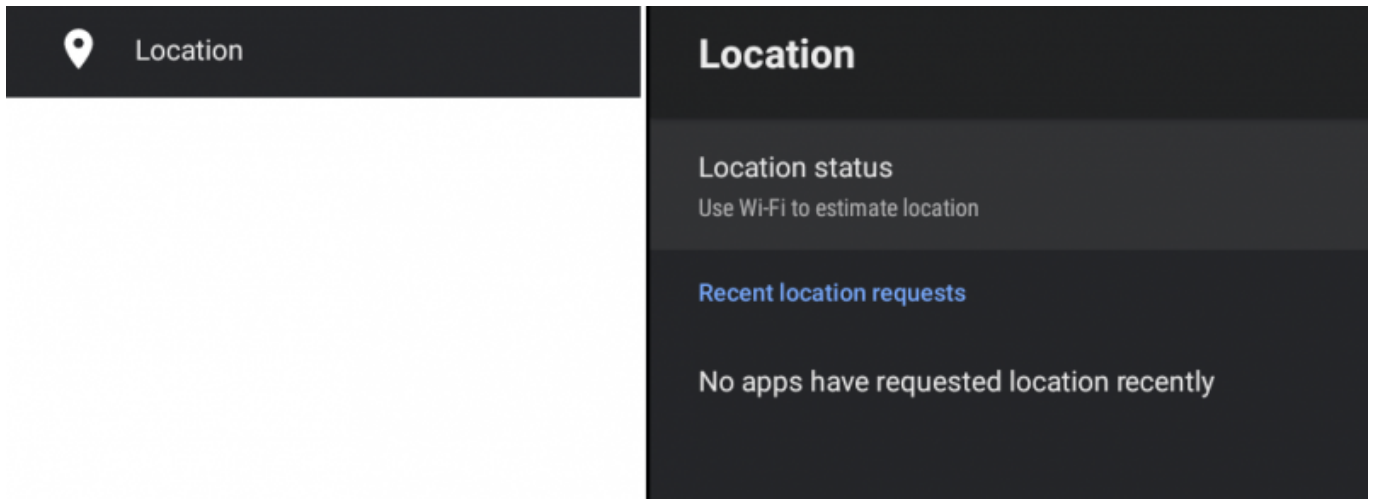 Location
Location
Location status
Use Wi-Fi to estimate location
Recent location requests
No apps have requested location recently